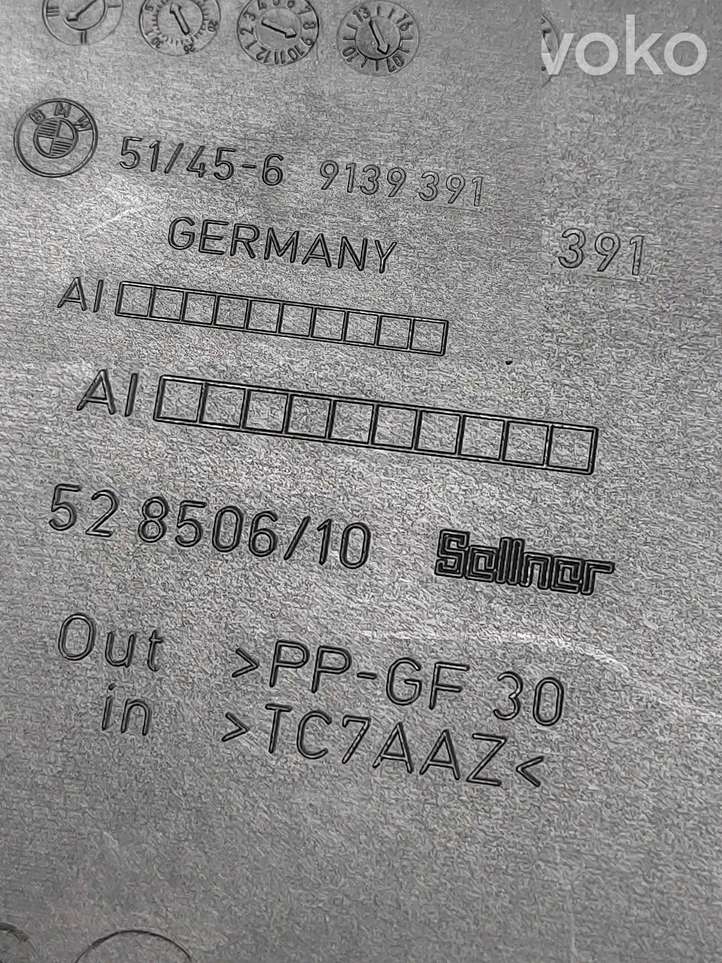 voko
BMW
51/45-6 9139391
GERMANY 391
AI
AI
52 8506/10 Sellner
Out >PP-GF 30
in >TC7AAZ<